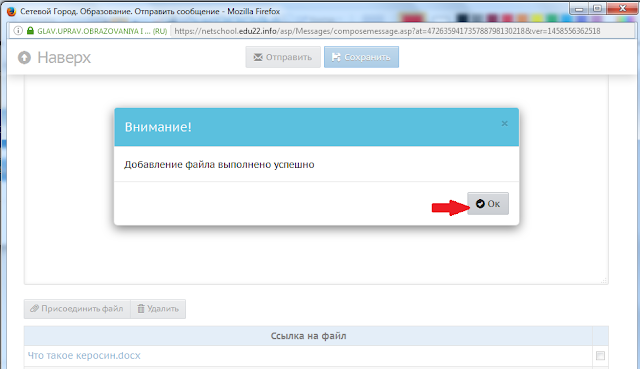 Сетевой Город. Образование. Отправить сообщение - Mozilla Firefox
GLAV.UPRAV.OBRAZOVANIYA I ... (RU) https://netschool.edu22.info/asp/Messages/composemessage.asp?at=47263594173578879813021&ver=1458556362518
Наверх Отправить Сохранить
Внимание! ×
Добавление файла выполнено успешно
Ок
Присоединить файл Удалить
Ссылка на файл
Что такое керосин.docx